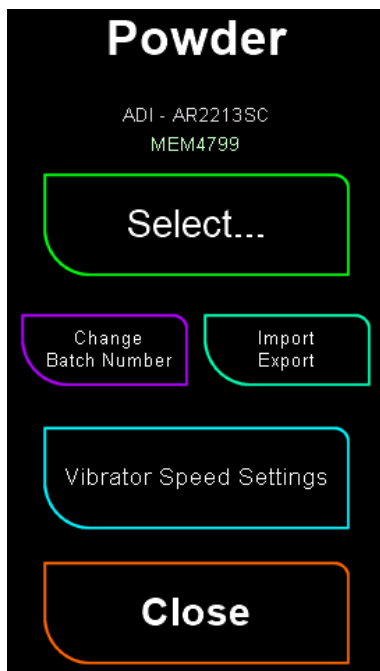 Powder
ADI - AR2213SC
MEM4799
Select...
Change
Batch Number
Import
Export
Vibrator Speed Settings
Close